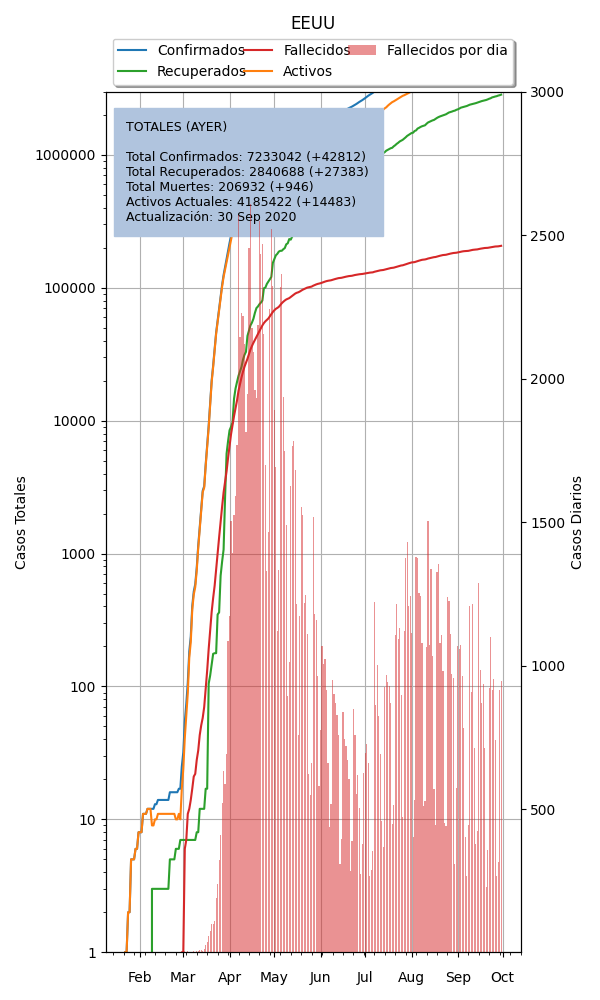 EEUU
Confirmados
Recuperados
Fallecidos
Activos
Fallecidos por dia
TOTALES (AYER)
Total Confirmados: 7233042 (+42812)
Total Recuperados: 2840688 (+27383)
Total Muertes: 206932 (+946)
Activos Actuales: 4185422 (+14483)
Actualización: 30 Sep 2020
Casos Totales
1000000
100000
10000
1000
100
10
1
3000
2500
2000
1500
1000
500
Casos Diarios
Feb Mar Apr May Jun Jul Aug Sep Oct